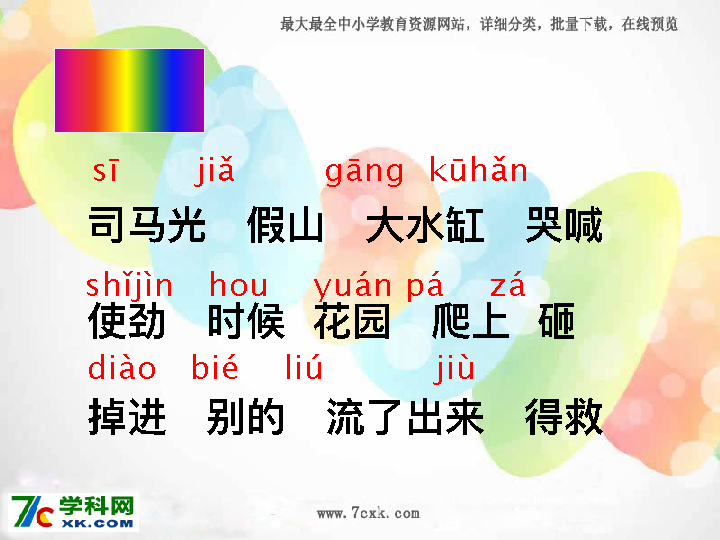 最大最全中小学教育资源网站，详细分类，批量下载，在线预览
sī jiǎ gāng kūhǎn
司马光 假山 大水缸 哭喊
shǐjìn hou yuán pá zá
使劲 时候 花园 爬上 砸
diào bié liú jiù
掉进 别的 流了出来 得救
7C学科网
XK.COM
www.7cxk.com